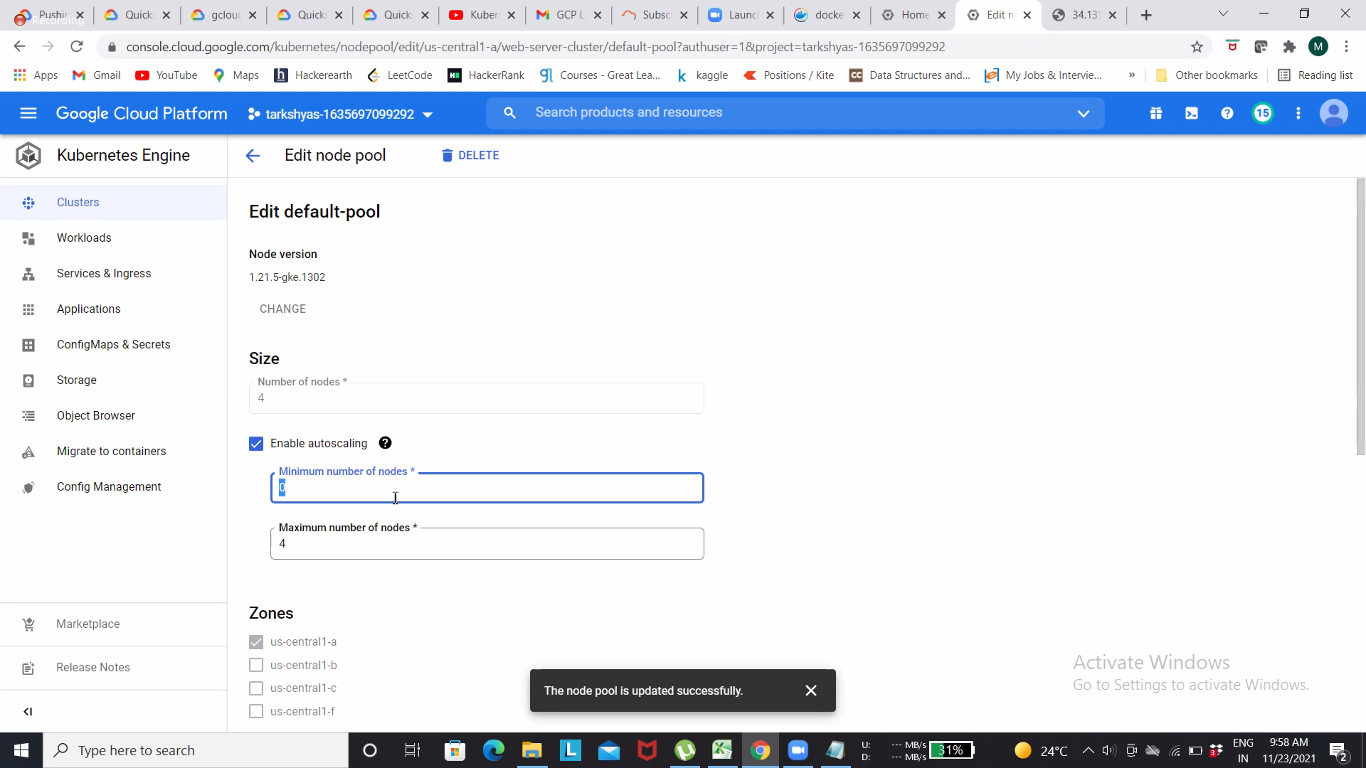 Recording
Pushin
Quick
gclou
Quick
Quick
Kuber
GCP L
Subsc
Launc
docke
Home
Edit n
34.13
console.cloud.google.com/kubernetes/nodepool/edit/us-central1-a/web-server-cluster/default-pool?authuser=1&project=tarkshyas-1635697099292
M
Apps
Gmail
YouTube
Maps
Hackerearth
LeetCode
HackerRank
Courses - Great Lea...
kaggle
Positions / Kite
Data Structures and...
My Jobs & Intervie...
»
Other bookmarks
Reading list
Google Cloud Platform
tarkshyas-1635697099292
Search products and resources
15
Kubernetes Engine
Edit node pool
DELETE
Clusters
Workloads
Services & Ingress
Applications
ConfigMaps & Secrets
Storage
Object Browser
Migrate to containers
Config Management
Marketplace
Release Notes
Edit default-pool
Node version
1.21.5-gke.1302
CHANGE
Size
Number of nodes *
4
Enable autoscaling
Minimum number of nodes *
0
Maximum number of nodes *
4
Zones
us-central1-a
us-central1-b
us-central1-c
us-central1-f
The node pool is updated successfully.
Activate Windows
Go to Settings to activate Windows.
Type here to search
U: --- MB/s
D: --- MB/s
31%
24°C
ENG
IN
9:58 AM
11/23/2021
2